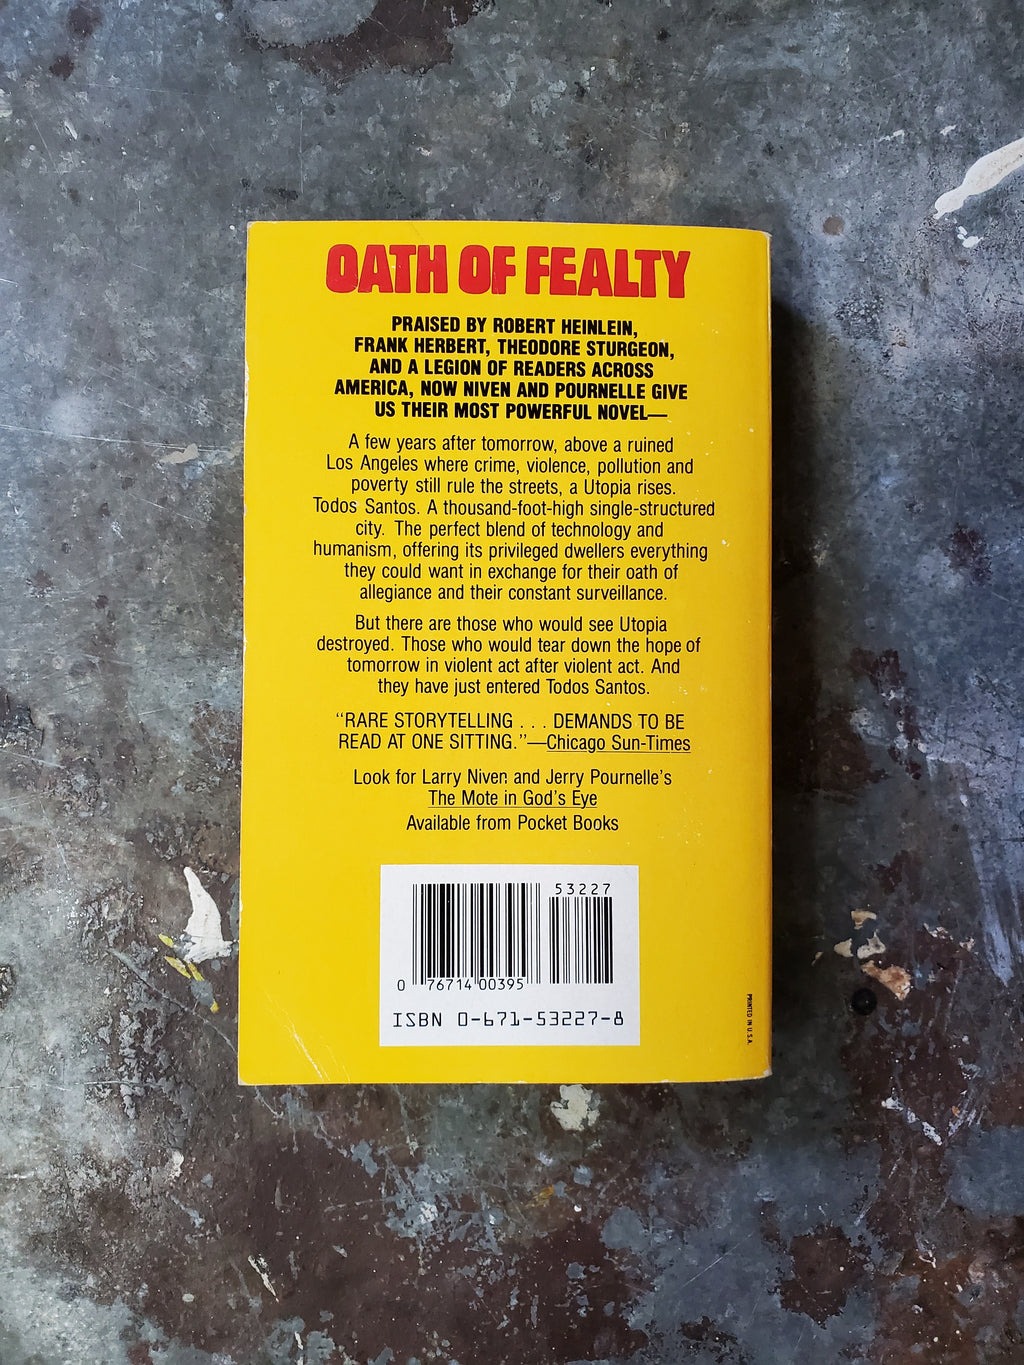 OATH OF FEALTY
PRAISED BY ROBERT HEINLEIN,
FRANK HERBERT, THEODORE STURGEON,
AND A LEGION OF READERS ACROSS
AMERICA, NOW NIVEN AND POURNELLE GIVE
US THEIR MOST POWERFUL NOVEL—
A few years after tomorrow, above a ruined
Los Angeles where crime, violence, pollution and
poverty still rule the streets, a Utopia rises.
Todos Santos. A thousand-foot-high single-structured
city. The perfect blend of technology and
humanism, offering its privileged dwellers everything
they could want in exchange for their oath of
allegiance and their constant surveillance.
But there are those who would see Utopia
destroyed. Those who would tear down the hope of
tomorrow in violent act after violent act. And
they have just entered Todos Santos.
“RARE STORYTELLING . . . DEMANDS TO BE
READ AT ONE SITTING.”—Chicago Sun-Times
Look for Larry Niven and Jerry Pournelle’s
The Mote in God’s Eye
Available from Pocket Books
53227
0 76714 00395
ISBN 0-671-53227-8
PRINTED IN U.S.A.